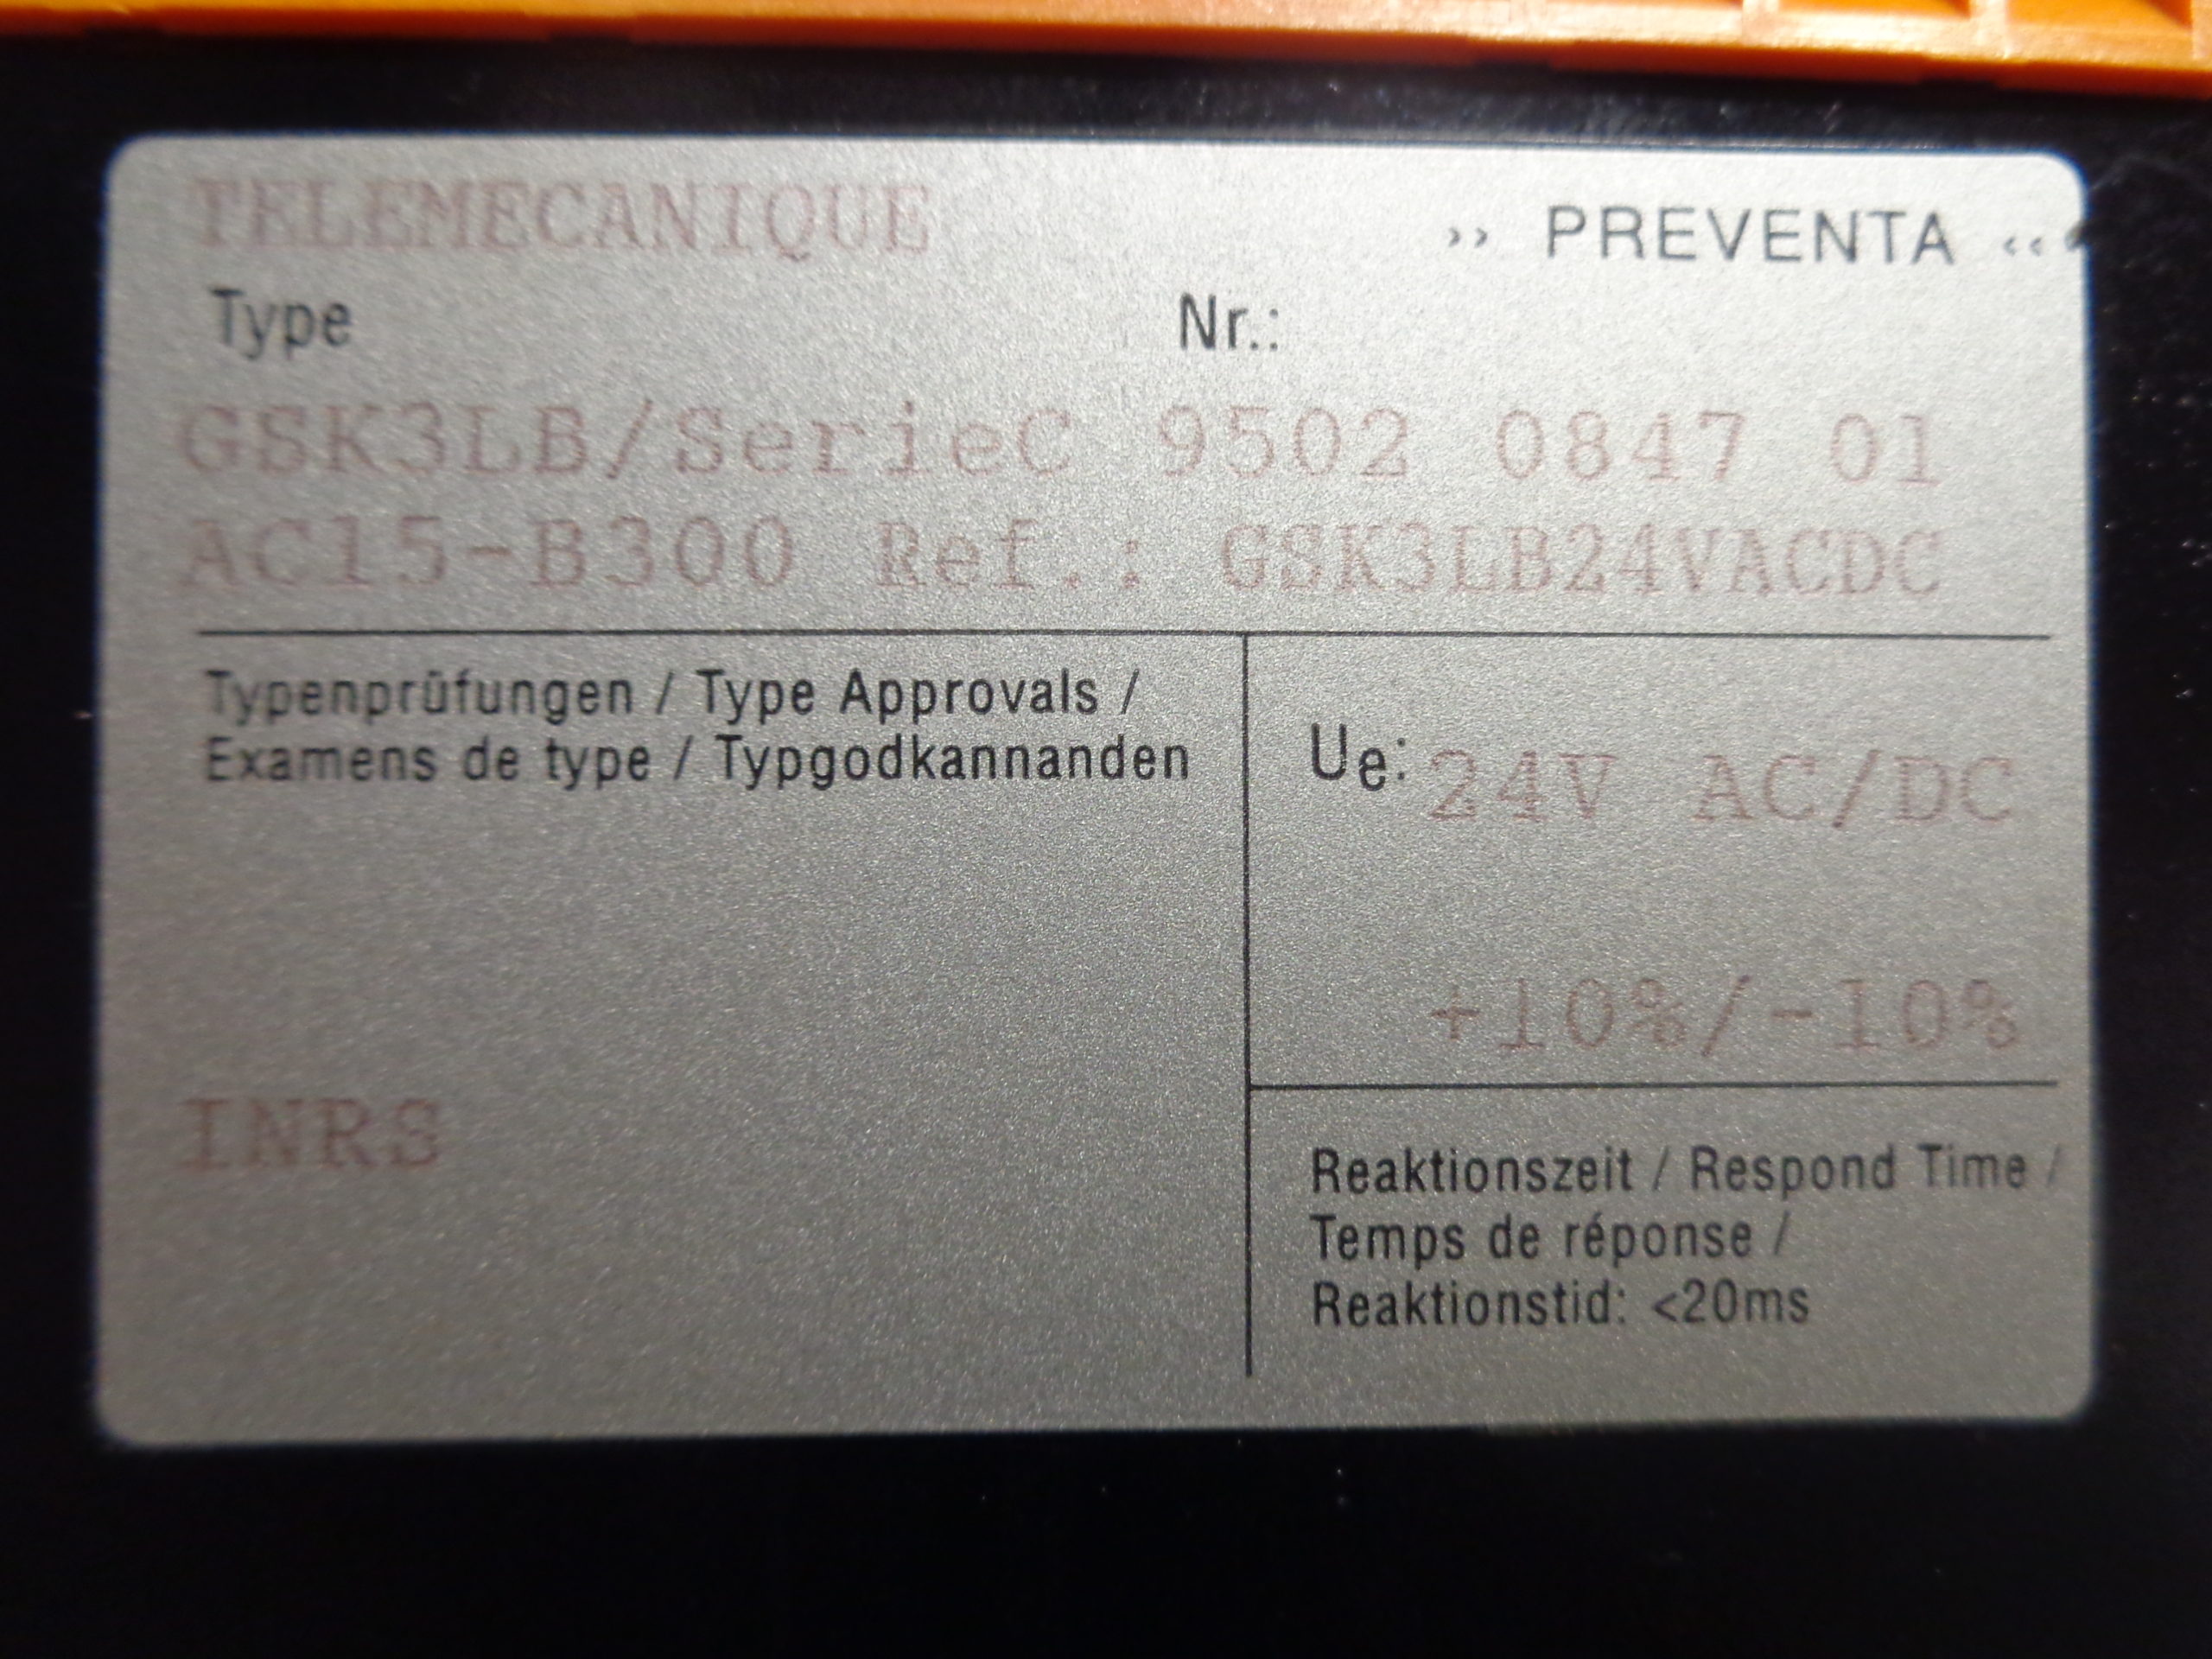 TELEMECANIQUE
>> PREVENTA <<
Type Nr.:
GSK3LB/SerieC 9502 0847 01
AC15-B300 Ref.: GSK3LB24VACDC
Typenprüfungen / Type Approvals /
Examens de type / Typgodkannanden
INRS
Ue: 24V AC/DC
+10%/-10%
Reaktionszeit / Respond Time /
Temps de réponse /
Reaktionstid: <20ms